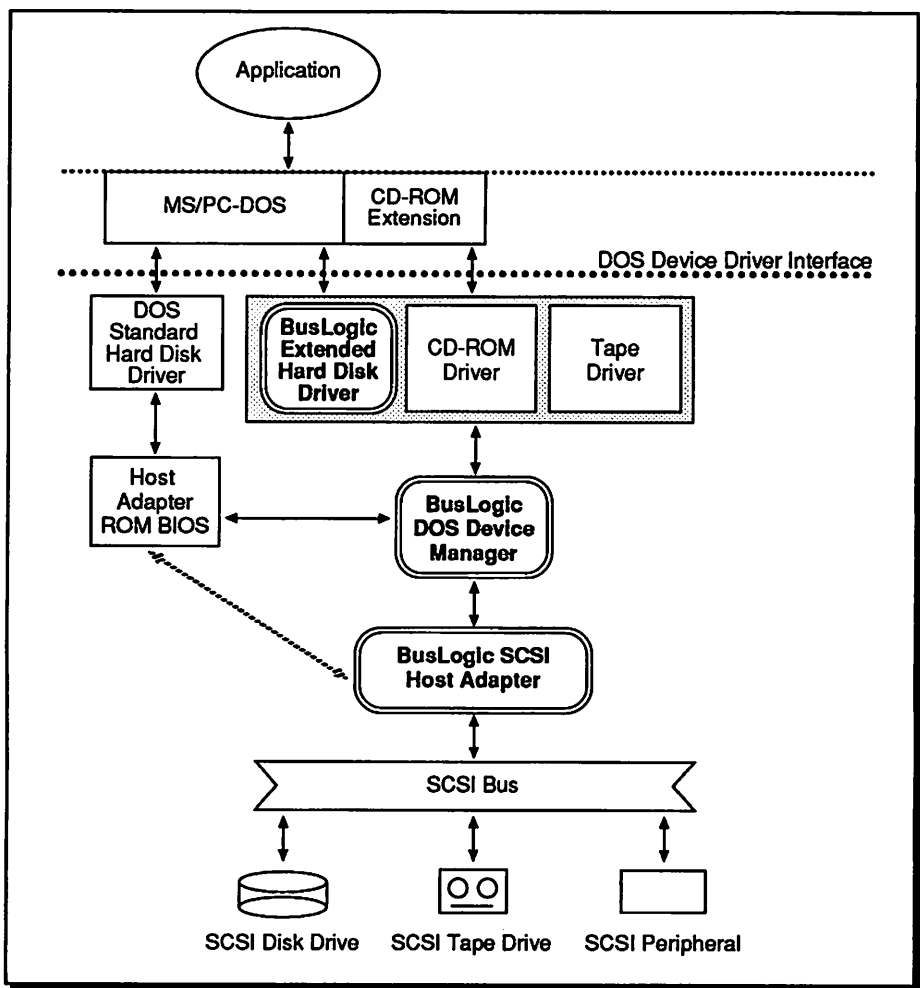 Application
MS/PC-DOS
CD-ROM
Extension
DOS Device Driver Interface
DOS
Standard
Hard Disk
Driver
BusLogic
Extended
Hard Disk
Driver
CD-ROM
Driver
Tape
Driver
Host
Adapter
ROM BIOS
BusLogic
DOS Device
Manager
BusLogic SCSI
Host Adapter
SCSI Bus
SCSI Disk Drive
SCSI Tape Drive
SCSI Peripheral